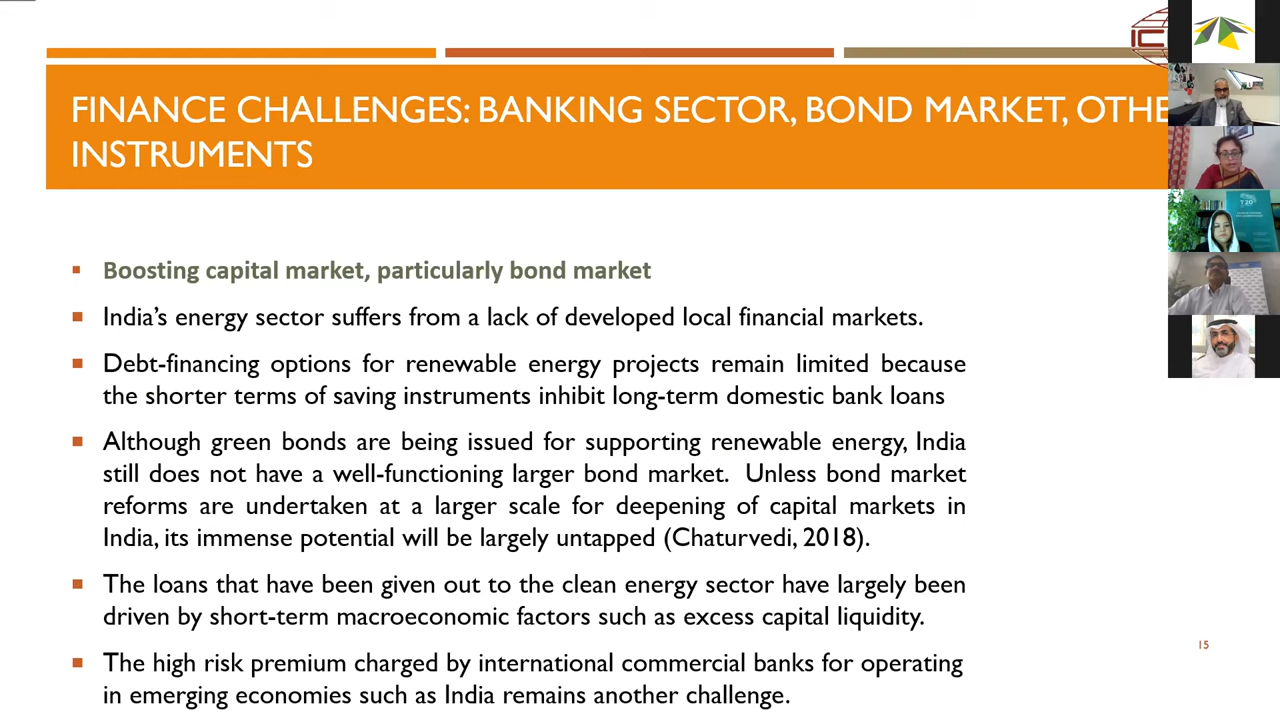 FINANCE CHALLENGES: BANKING SECTOR, BOND MARKET, OTHE
INSTRUMENTS
Boosting capital market, particularly bond market
India’s energy sector suffers from a lack of developed local financial markets.
Debt-financing options for renewable energy projects remain limited because
the shorter terms of saving instruments inhibit long-term domestic bank loans
Although green bonds are being issued for supporting renewable energy, India
still does not have a well-functioning larger bond market. Unless bond market
reforms are undertaken at a larger scale for deepening of capital markets in
India, its immense potential will be largely untapped (Chaturvedi, 2018).
The loans that have been given out to the clean energy sector have largely been
driven by short-term macroeconomic factors such as excess capital liquidity.
The high risk premium charged by international commercial banks for operating
in emerging economies such as India remains another challenge.
15
IC
T20